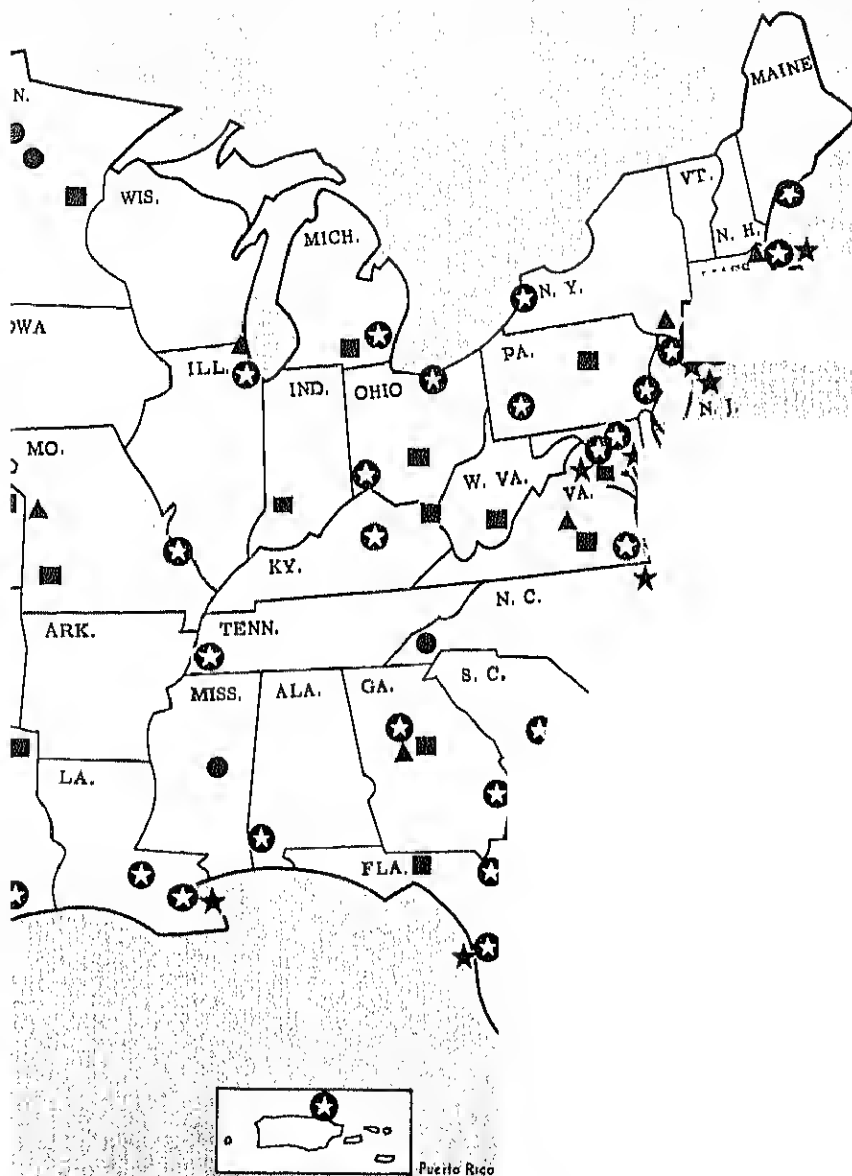 MAINE
N.
VT.
WIS.
N. H.
MICH.
N. Y.
OWA
PA.
ILL.
IND.
OHIO
N. J.
MO.
W. VA.
VA.
KY.
N. C.
ARK.
TENN.
S. C.
MISS.
ALA.
GA.
LA.
FLA.
Puerto Rico